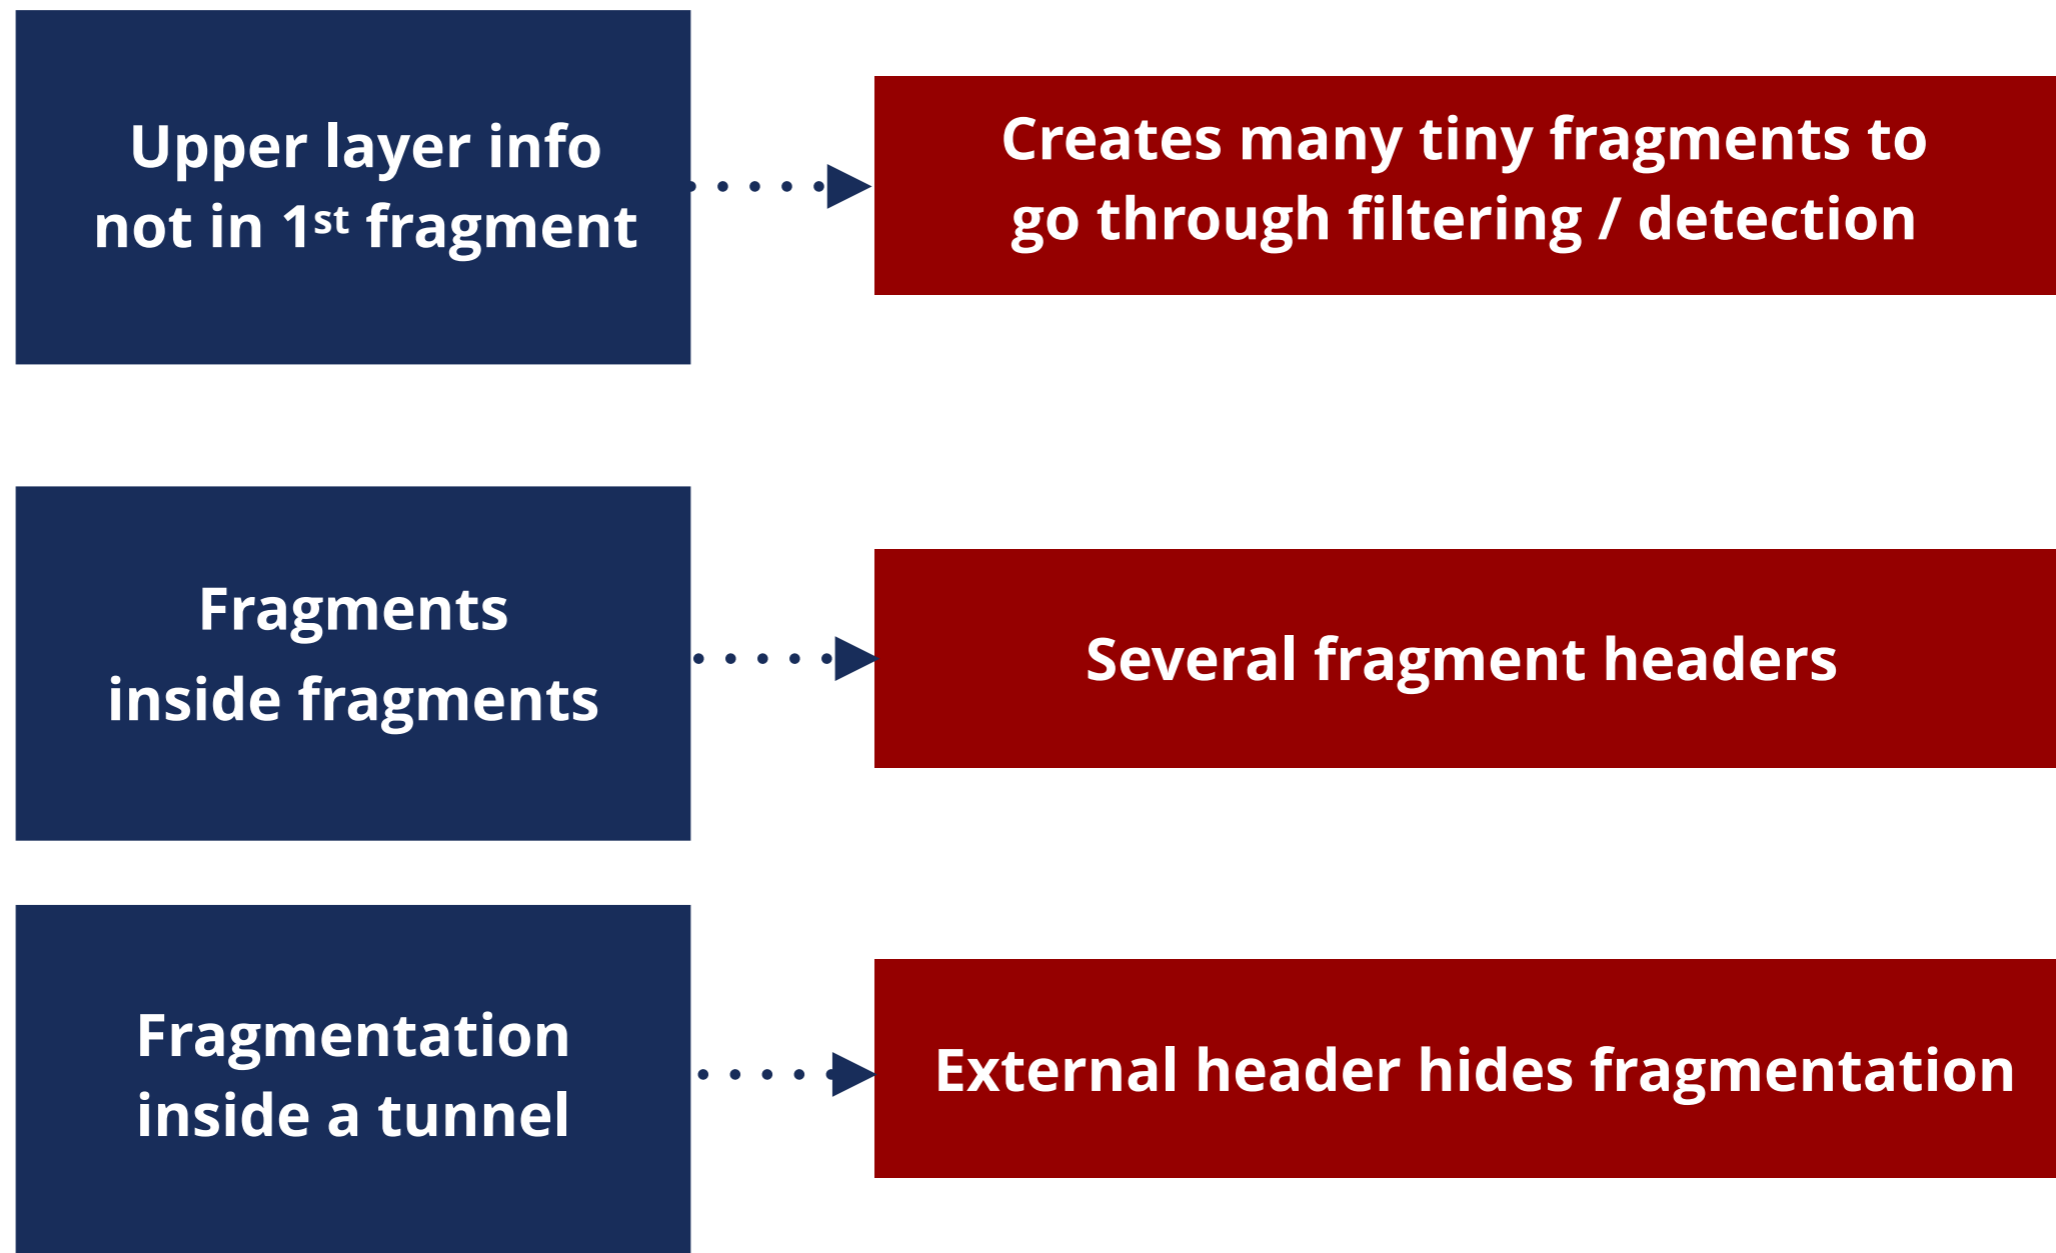 Upper layer info
not in 1st fragment
Creates many tiny fragments to
go through filtering / detection
Fragments
inside fragments
Several fragment headers
Fragmentation
inside a tunnel
External header hides fragmentation